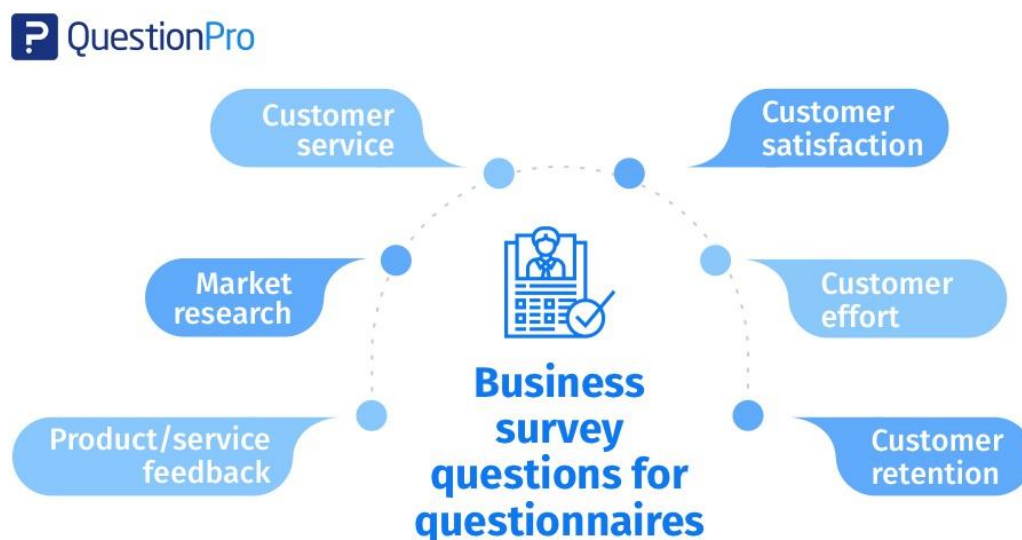 QuestionPro
Customer
service
Customer
satisfaction
Market
research
Customer
effort
Product/service
feedback
Customer
retention
Business
survey
questions for
questionnaires